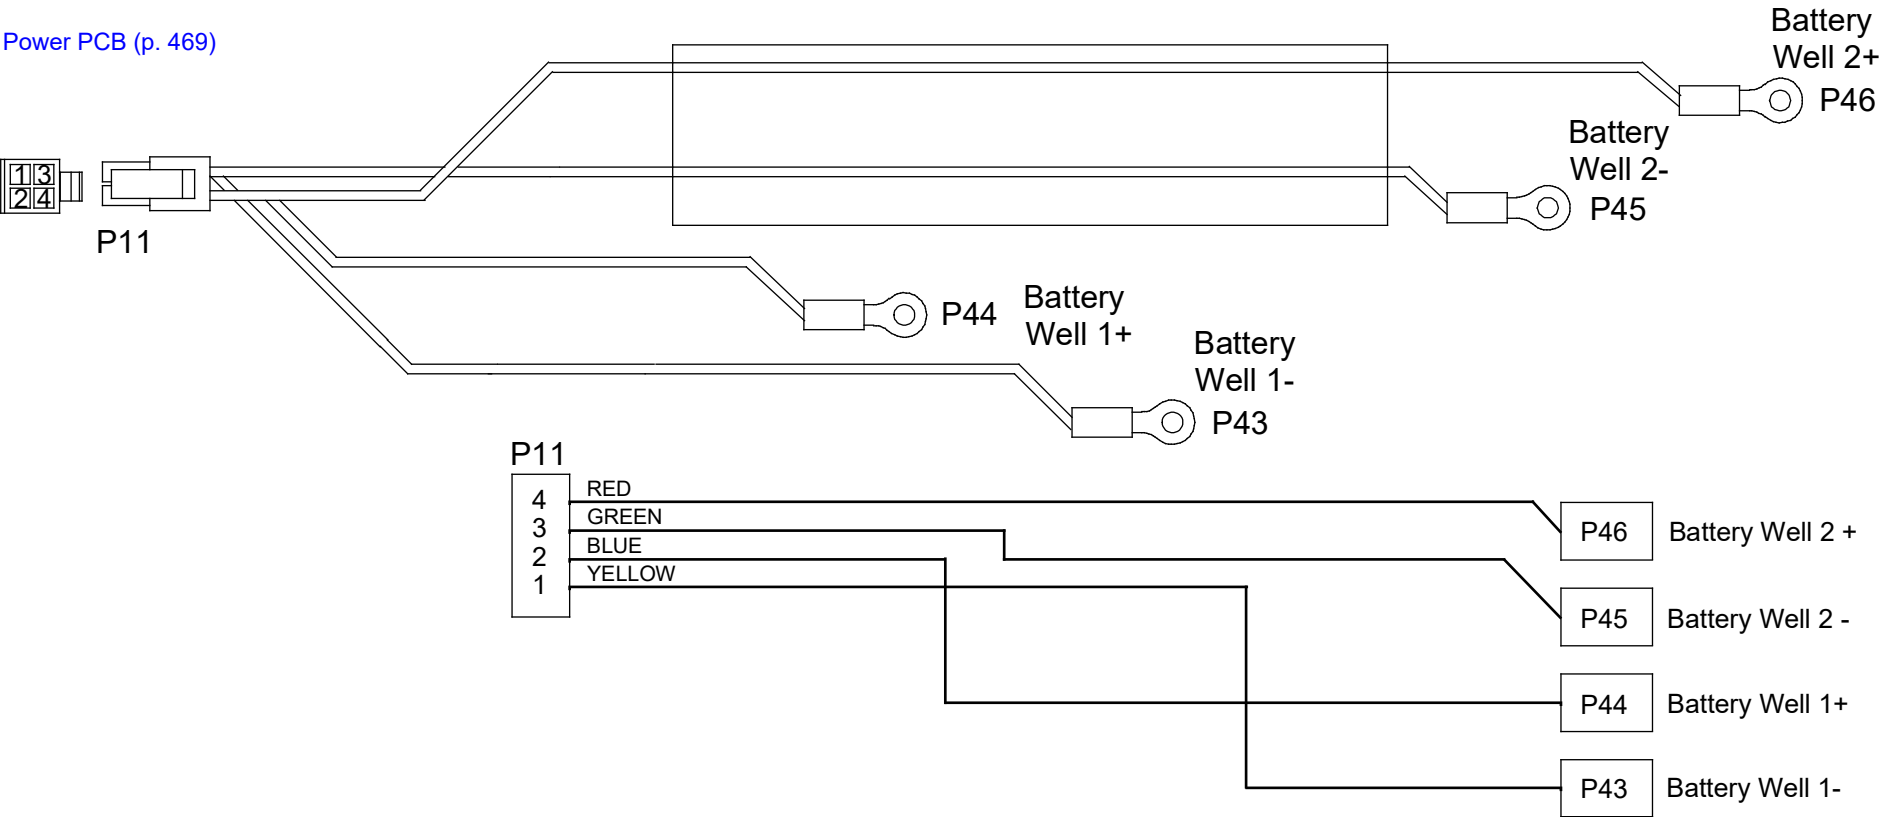 Power PCB (p. 469)
Battery
Well 2+
P46
Battery
Well 2-
P45
1 3
2 4
P11
P44
Battery
Well 1+
Battery
Well 1-
P43
P11
4 RED
3 GREEN
2 BLUE
1 YELLOW
P46 Battery Well 2 +
P45 Battery Well 2 -
P44 Battery Well 1+
P43 Battery Well 1-